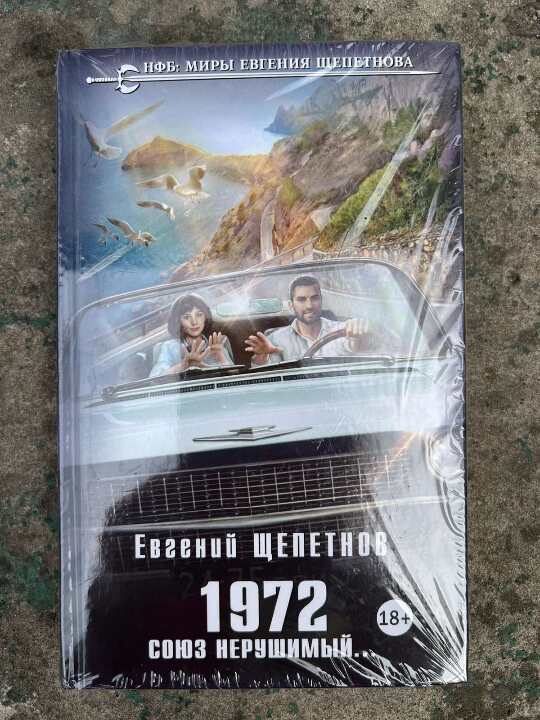 НФБ: МИРЫ ЕВГЕНИЯ ЩЕПЕТНОВА
Евгений ЩЕПЕТНОВ
1972
18+
СОЮЗ НЕРУШИМЫЙ...